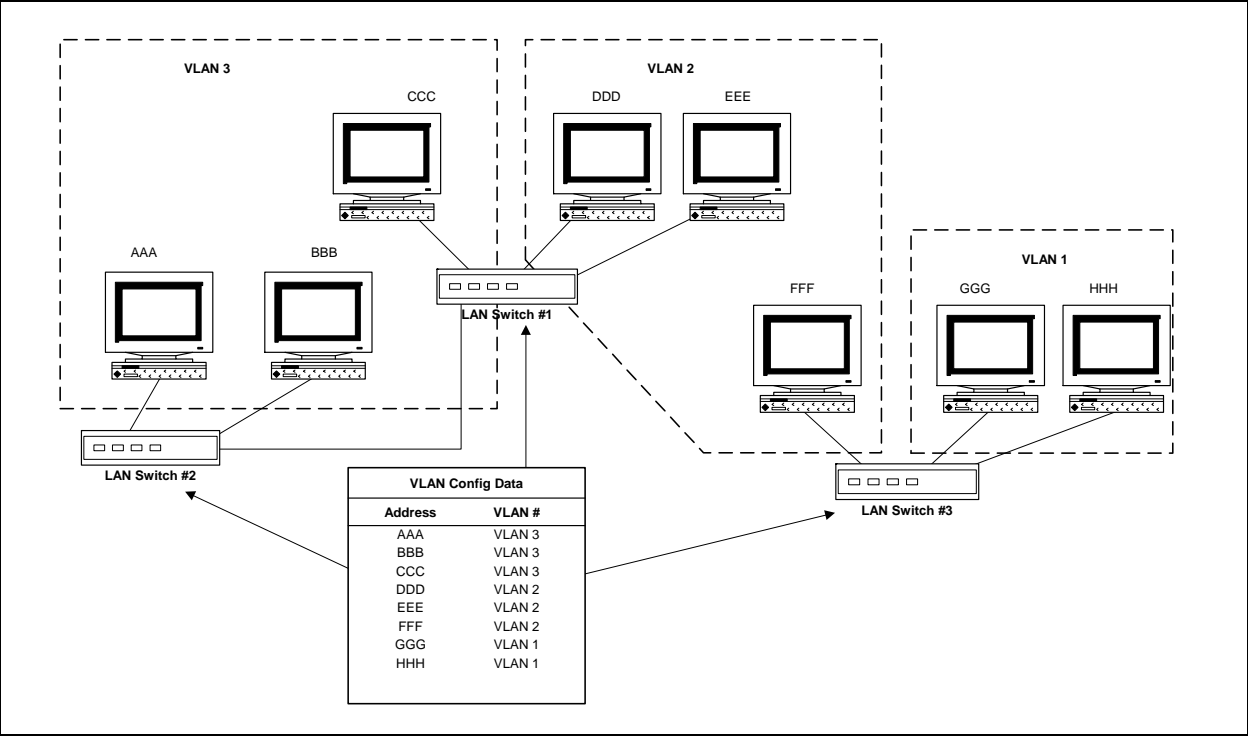 VLAN 3
VLAN 2
CCC
DDD
EEE
AAA
BBB
VLAN 1
FFF
GGG
HHH
LAN Switch #1
LAN Switch #2
LAN Switch #3
VLAN Config Data
Address VLAN #
AAA VLAN 3
BBB VLAN 3
CCC VLAN 3
DDD VLAN 2
EEE VLAN 2
FFF VLAN 2
GGG VLAN 1
HHH VLAN 1